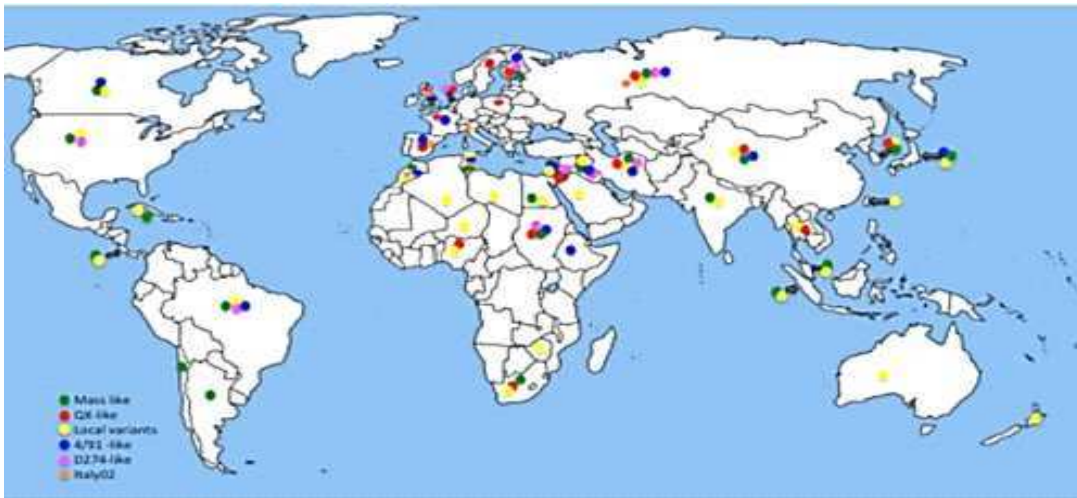 Mass like
QX-like
Local variants
4/91 -like
D274-like
Italy02